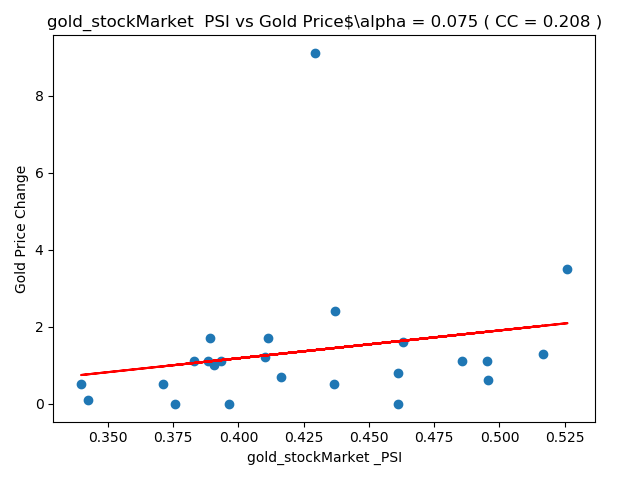 gold_stockMarket  PSI vs Gold Price$\alpha = 0.075 ( CC = 0.208 )
Gold Price Change
8
6
4
2
0
0.350 0.375 0.400 0.425 0.450 0.475 0.500 0.525
gold_stockMarket _PSI